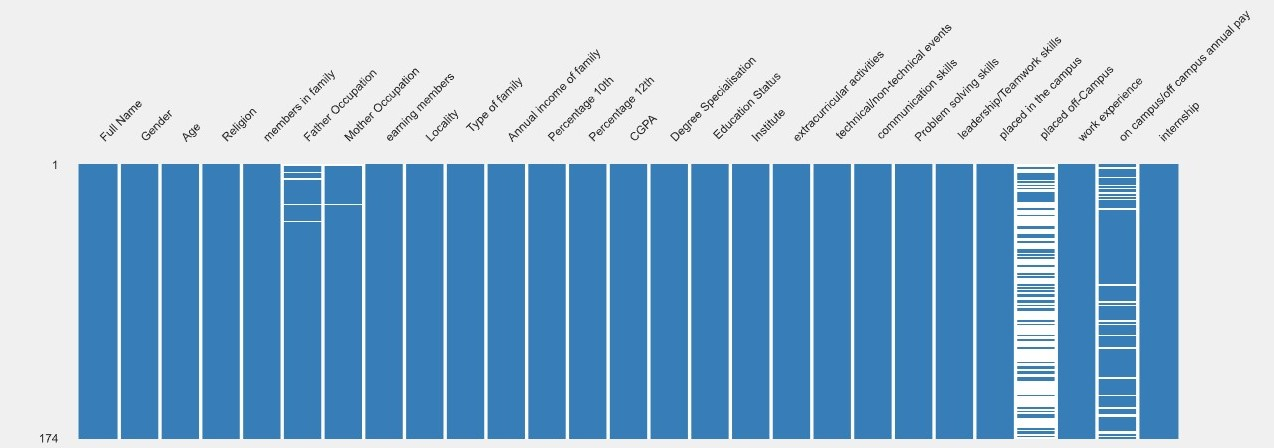 Full Name
Gender
Age
Religion
members in family
Father Occupation
Mother Occupation
earning members
Locality
Type of family
Annual income of family
Percentage 10th
Percentage 12th
CGPA
Degree Specialisation
Education Status
Institute
extracurricular activities
technical/non-technical events
communication skills
Problem solving skills
leadership/Teamwork skills
placed in the campus
placed off-Campus
work experience
on campus/off campus annual pay
internship
1
174